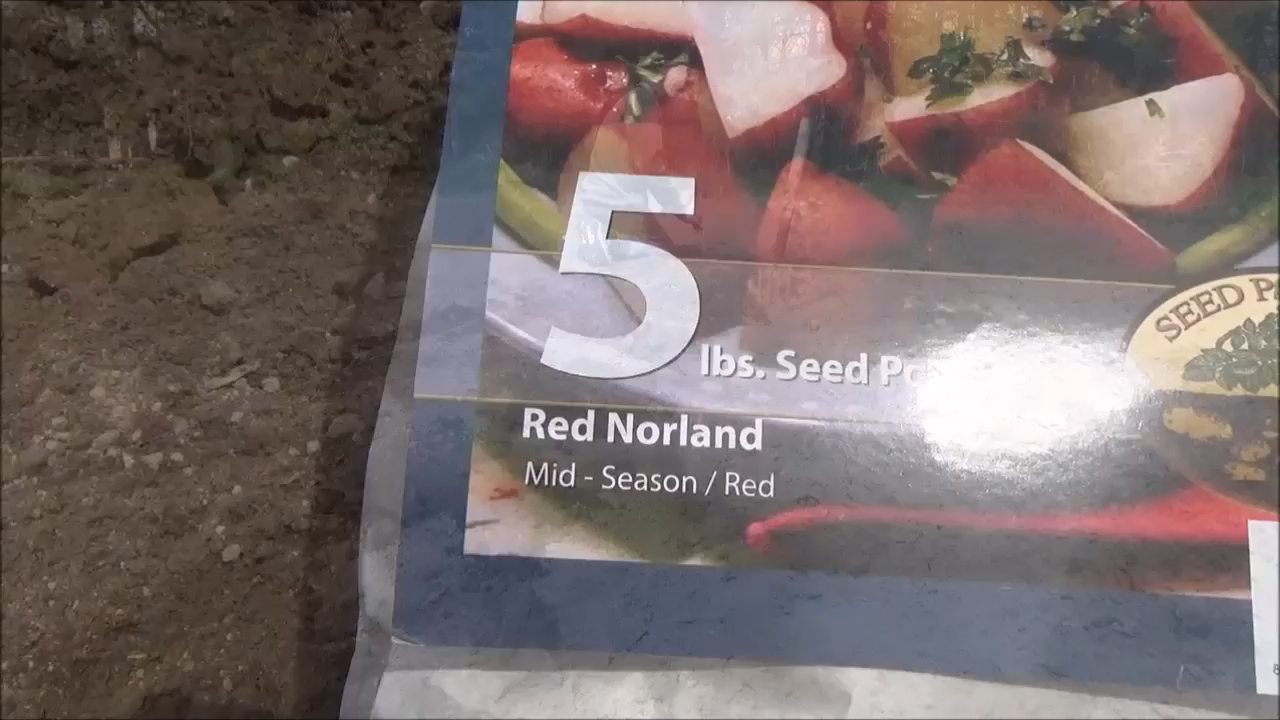 5
lbs. Seed
Red Norland
Mid - Season / Red
SEED